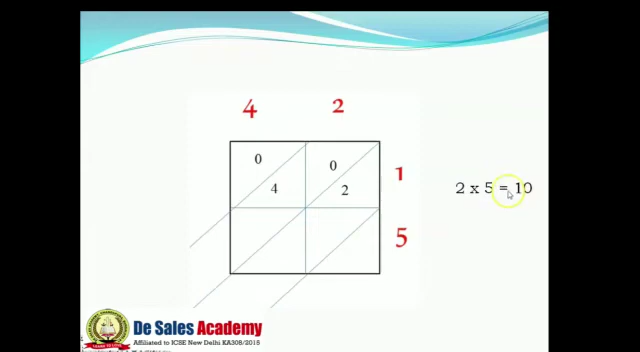 4 2
0 0 1
4 2
2 x 5 = 10
5
De Sales Academy
Affiliated to ICSE New Delhi KA308/2015